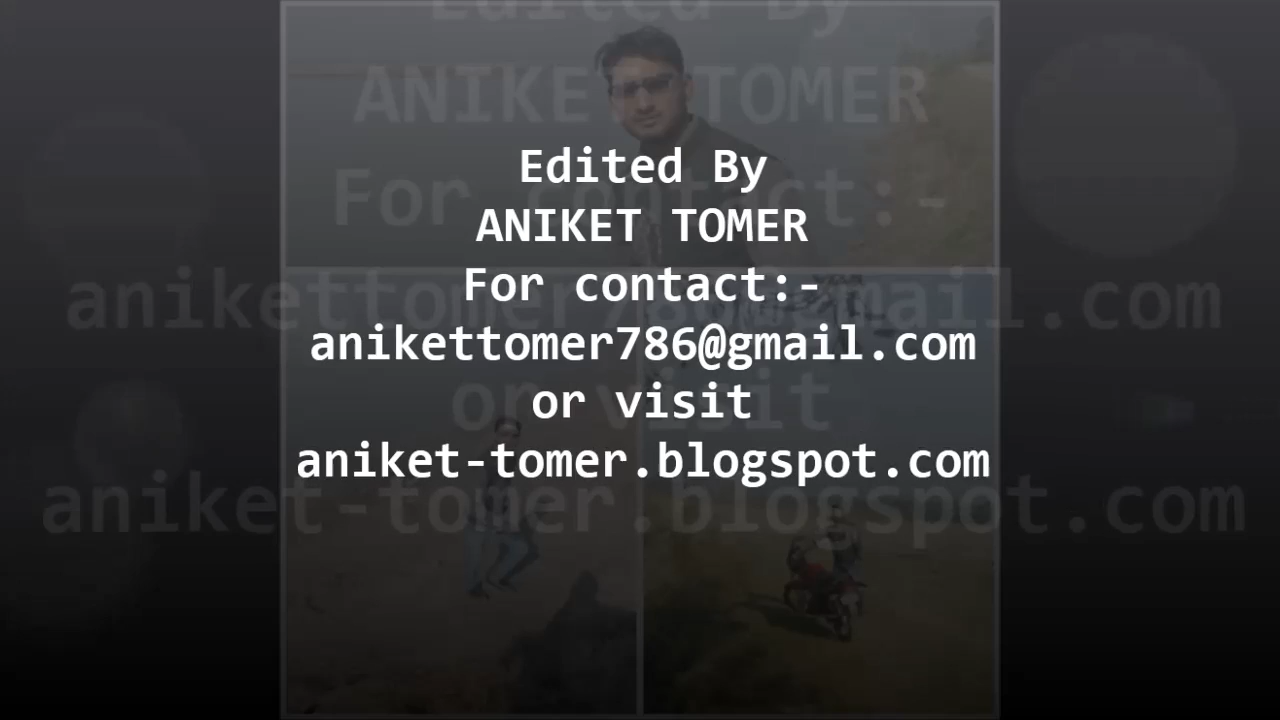 Edited By
ANIKET TOMER
For contact:-
anikettomer786@gmail.com
or visit
aniket-tomer.blogspot.com